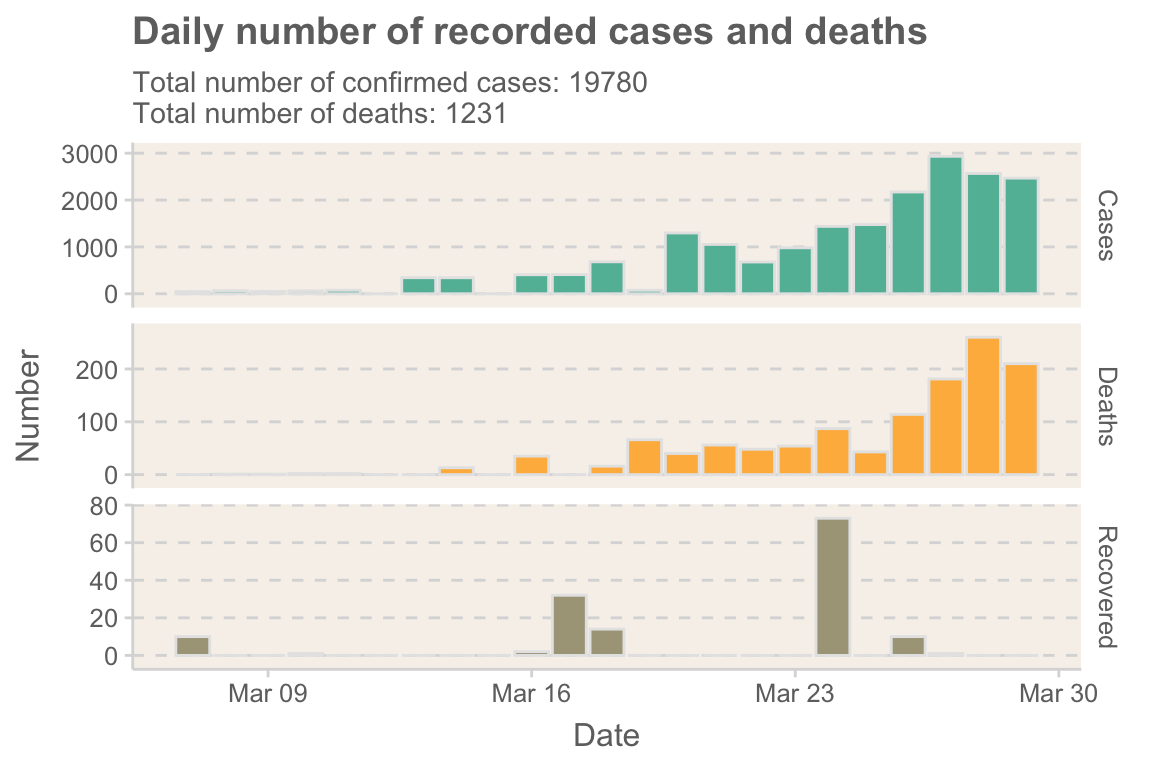 Daily number of recorded cases and deaths
Total number of confirmed cases: 19780
Total number of deaths: 1231
3000
2000
1000
0
Cases
200
100
0
Deaths
80
60
40
20
0
Recovered
Number
Mar 09 Mar 16 Mar 23 Mar 30
Date